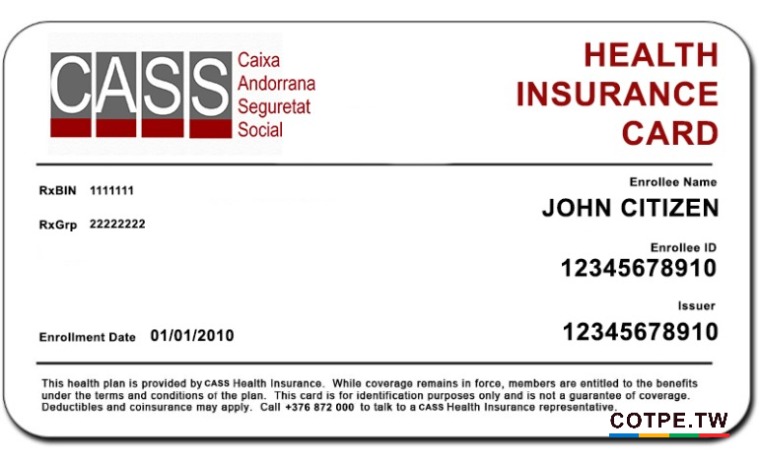 CASS
Caixa
Andorrana
Seguretat
Social
HEALTH
INSURANCE
CARD
RxBIN 1111111
RxGrp 22222222
Enrollee Name
JOHN CITIZEN
Enrollee ID
12345678910
Issuer
12345678910
Enrollment Date 01/01/2010
This health plan is provided by CASS Health Insurance. While coverage remains in force, members are entitled to the benefits
under the terms and conditions of the plan. This card is for identification purposes only and is not a guarantee of coverage.
Deductibles and coinsurance may apply. Call +376 872 000 to talk to a CASS Health Insurance representative.
COTPE.TW